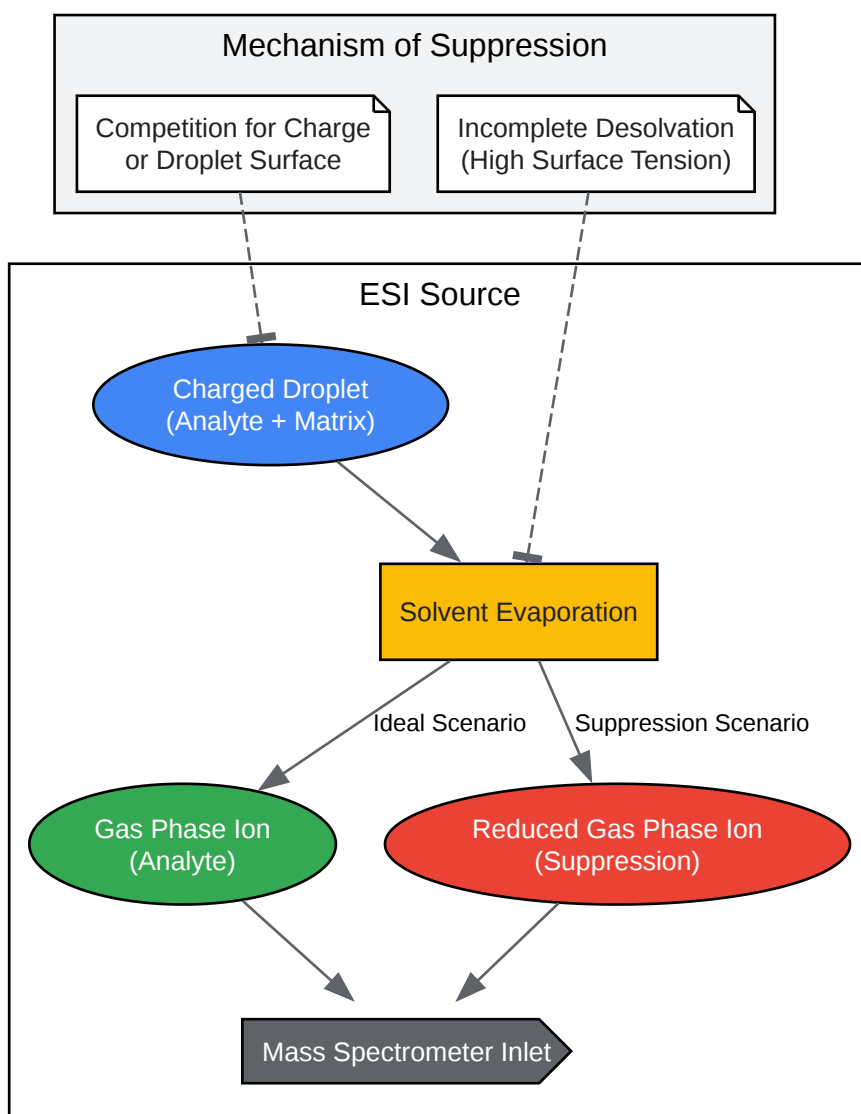 Mechanism of Suppression
Competition for Charge
or Droplet Surface
Incomplete Desolvation
(High Surface Tension)
ESI Source
Charged Droplet
(Analyte + Matrix)
Solvent Evaporation
Ideal Scenario
Suppression Scenario
Gas Phase Ion
(Analyte)
Reduced Gas Phase Ion
(Suppression)
Mass Spectrometer Inlet